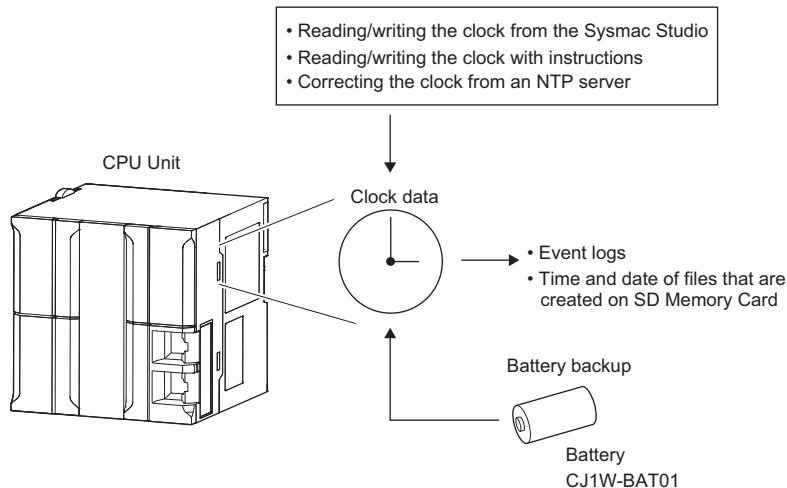 • Reading/writing the clock from the Sysmac Studio
• Reading/writing the clock with instructions
• Correcting the clock from an NTP server
CPU Unit
Clock data
• Event logs
• Time and date of files that are
created on SD Memory Card
Battery backup
Battery
CJ1W-BAT01